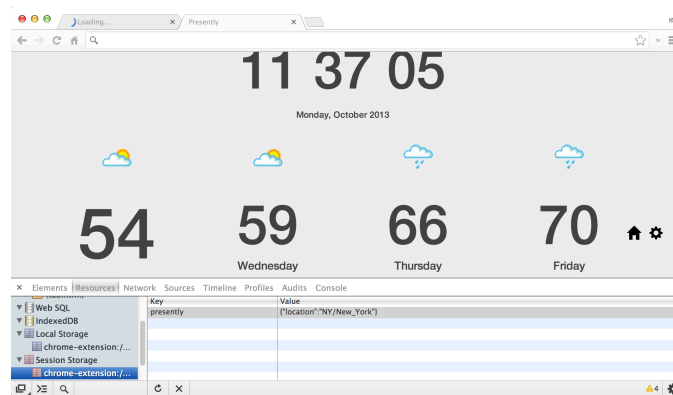 Loading...
Presently
11 37 05
Monday, October 2013
54 59 66 70
Wednesday Thursday Friday
Elements Resources Network Sources Timeline Profiles Audits Console
Key Value
Web SQL
presently {"location":"NY/New_York"}
IndexedDB
Local Storage
chrome-extension:/...
Session Storage
chrome-extension:/...
4